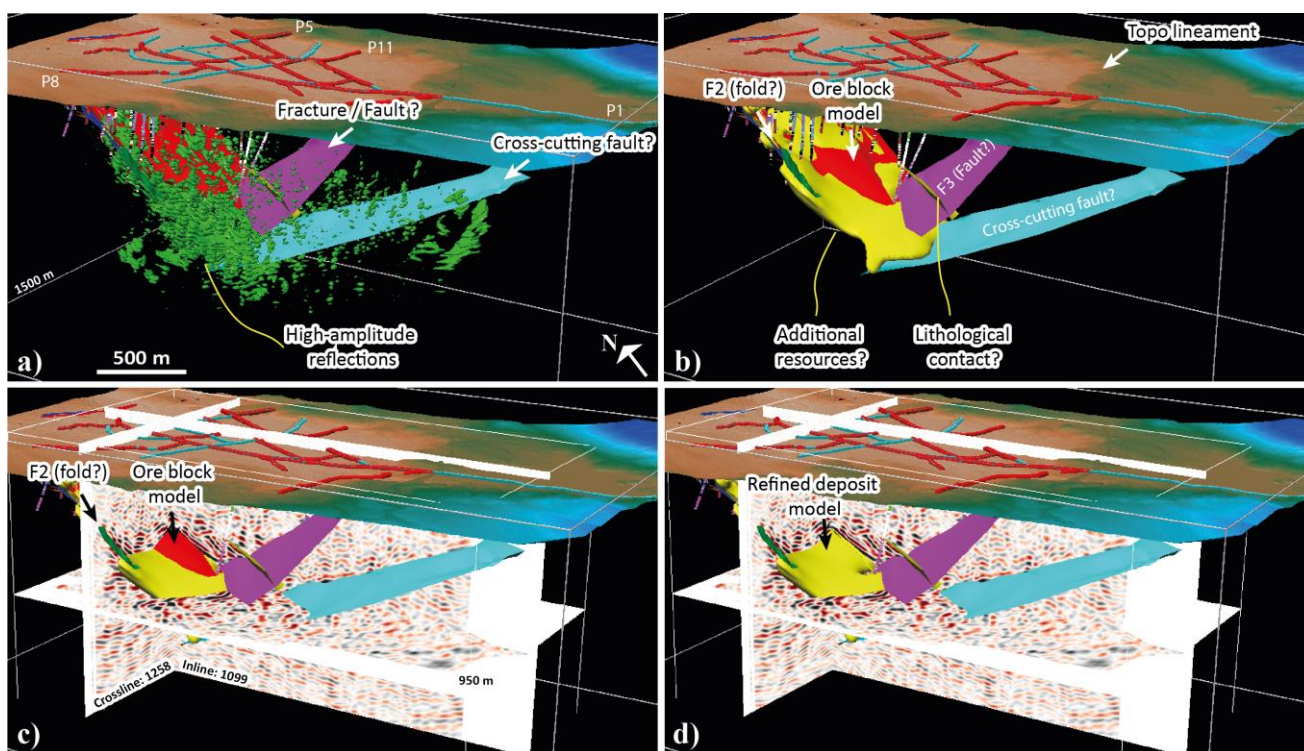 P5
P11
P8
P1
Fracture / Fault ?
Cross-cutting fault?
1500 m
High-amplitude
reflections
a)
500 m
N
Topo lineament
F2 (fold?)
Ore block
model
P1
F3 (Fault?)
Cross-cutting fault?
Additional
resources?
Lithological
contact?
b)
F2 (fold?)
Ore block
model
Crossline: 1258
Inline: 1099
950 m
c)
Refined deposit
model
d)